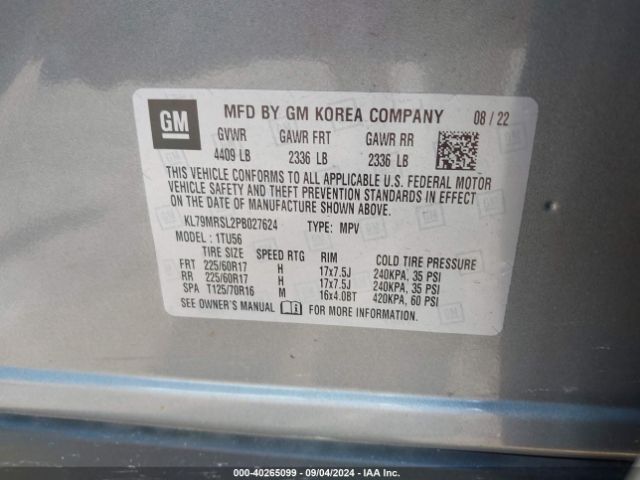 GM
MFD BY GM KOREA COMPANY 08 / 22
GVWR GAWR FRT GAWR RR
4409 LB 2336 LB 2336 LB
THIS VEHICLE CONFORMS TO ALL APPLICABLE U.S. FEDERAL MOTOR
VEHICLE SAFETY AND THEFT PREVENTION STANDARDS IN EFFECT
ON THE DATE OF MANUFACTURE SHOWN ABOVE.
KL79MRSL2PB027624 TYPE: MPV
MODEL : 1TU56
TIRE SIZE SPEED RTG RIM COLD TIRE PRESSURE
FRT 225/60R17 H 17x7.5J 240KPA, 35 PSI
RR 225/60R17 H 17x7.5J 240KPA, 35 PSI
SPA T125/70R16 M 16x4.0BT 420KPA, 60 PSI
SEE OWNER'S MANUAL FOR MORE INFORMATION.
000-40265099 - 09/04/2024 - IAA Inc.